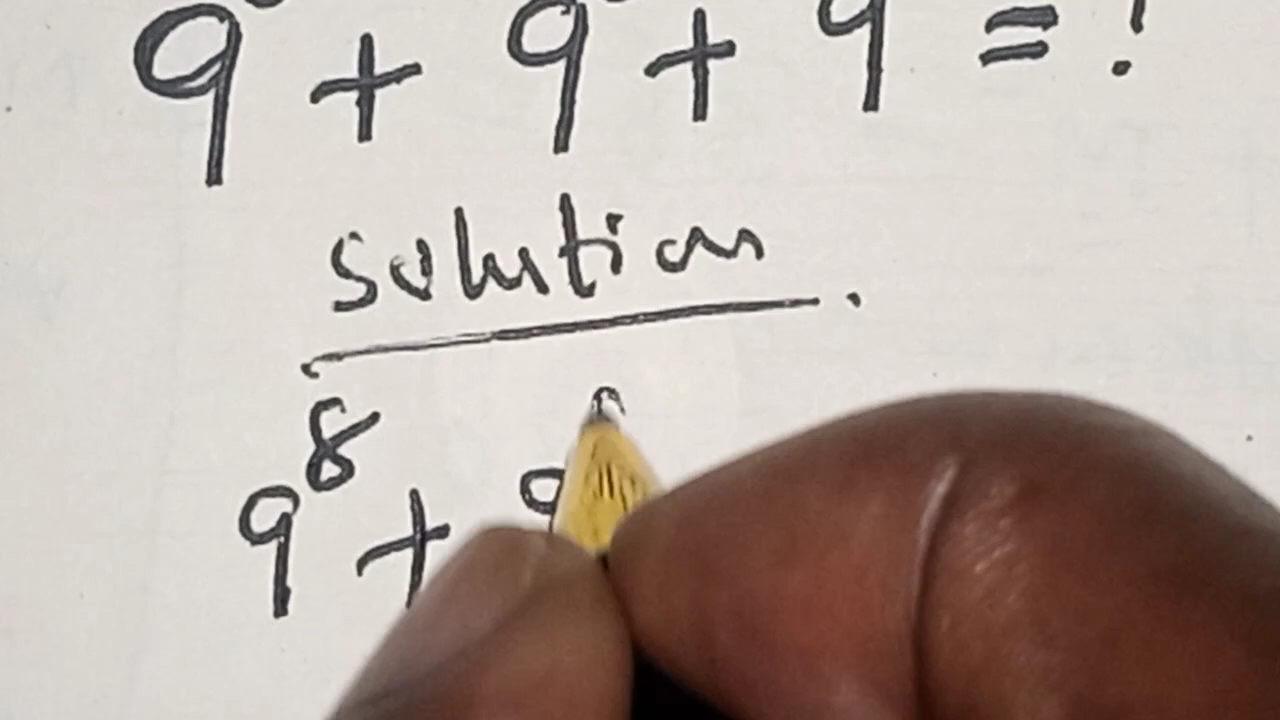 9 + 9 + 9 = ?
solution.
9⁸ + 9